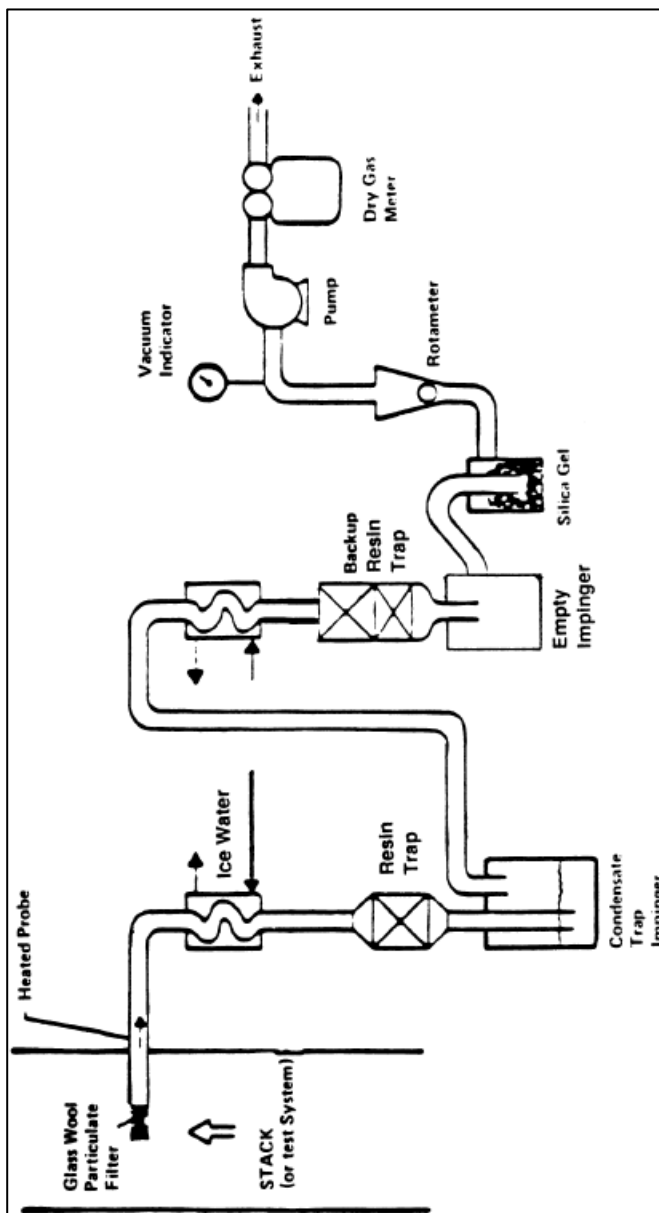 Glass Wool
Particulate
Filter
Heated Probe
STACK
(or test System)
Ice Water
Resin
Trap
Condensate
Trap
Impinger
Backup
Resin
Trap
Empty
Impinger
Silica Gel
Rotameter
Vacuum
Indicator
Pump
Dry Gas
Meter
Exhaust